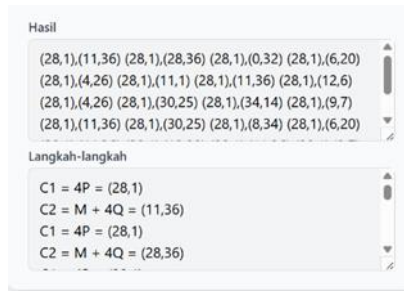 Hasil
(28,1),(11,36) (28,1),(28,36) (28,1),(0,32) (28,1),(6,20)
(28,1),(4,26) (28,1),(11,1) (28,1),(11,36) (28,1),(12,6)
(28,1),(4,26) (28,1),(30,25) (28,1),(34,14) (28,1),(9,7)
(28,1),(11,36) (28,1),(30,25) (28,1),(8,34) (28,1),(6,20)
Langkah-langkah
C1 = 4P = (28,1)
C2 = M + 4Q = (11,36)
C1 = 4P = (28,1)
C2 = M + 4Q = (28,36)